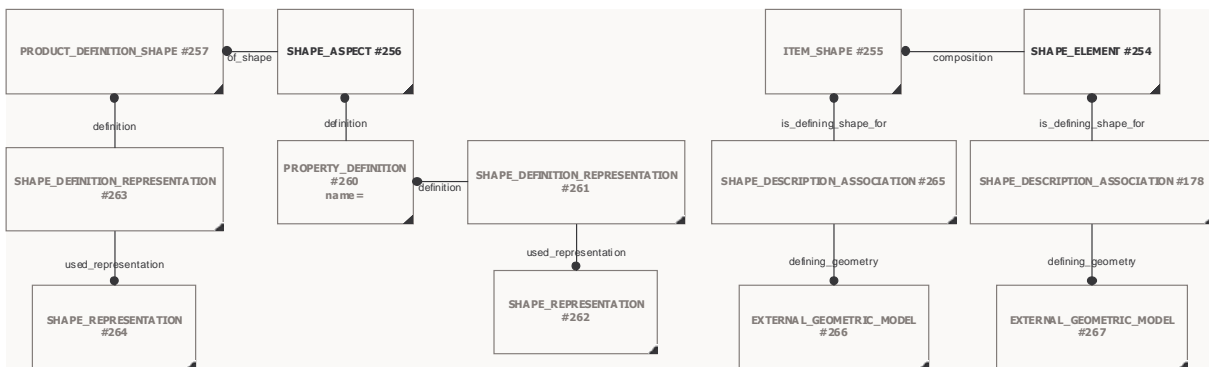 PRODUCT_DEFINITION_SHAPE #257
of_shape
SHAPE_ASPECT #256
ITEM_SHAPE #255
composition
SHAPE_ELEMENT #254
definition
definition
is_defining_shape_for
is_defining_shape_for
SHAPE_DEFINITION_REPRESENTATION
#263
PROPERTY_DEFINITION
#260
name=
definition
SHAPE_DEFINITION_REPRESENTATION
#261
SHAPE_DESCRIPTION_ASSOCIATION #265
SHAPE_DESCRIPTION_ASSOCIATION #178
used_representation
used_representation
defining_geometry
defining_geometry
SHAPE_REPRESENTATION
#264
SHAPE_REPRESENTATION
#262
EXTERNAL_GEOMETRIC_MODEL
#266
EXTERNAL_GEOMETRIC_MODEL
#267